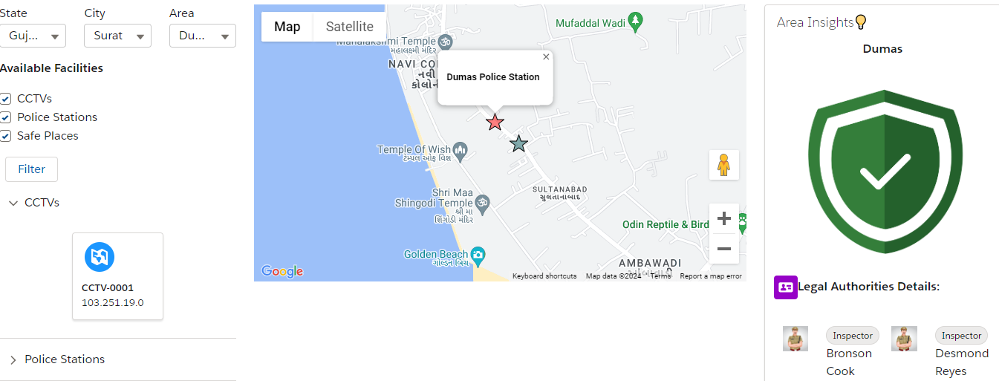 State
City
Area
Guj...
Surat
Du...
Available Facilities
CCTVs
Police Stations
Safe Places
Filter
CCTVs
CCTV-0001
103.251.19.0
Police Stations
Map
Satellite
Mufaddal Wadi
Mahalakshmi Temple
મહાલક્ષ્મી મંદિર
NAVI CO
નવી
કોલોની
Dumas Police Station
Temple Of Wish
ટેમ્પલ ઓફ વિશ
SULTANABAD
સુલતાનાબાદ
Shri Maa
Shingodi Temple
શ્રી માં
શિંગોડી મંદિર
Odin Reptile & Bird
Golden Beach
ગોલ્ડન બિચ
AMBAWADI
આંબાવાડી
Google
Keyboard shortcuts
Map data ©2024
Terms
Report a map error
Area Insights
Dumas
Legal Authorities Details:
Inspector
Bronson
Cook
Inspector
Desmond
Reyes